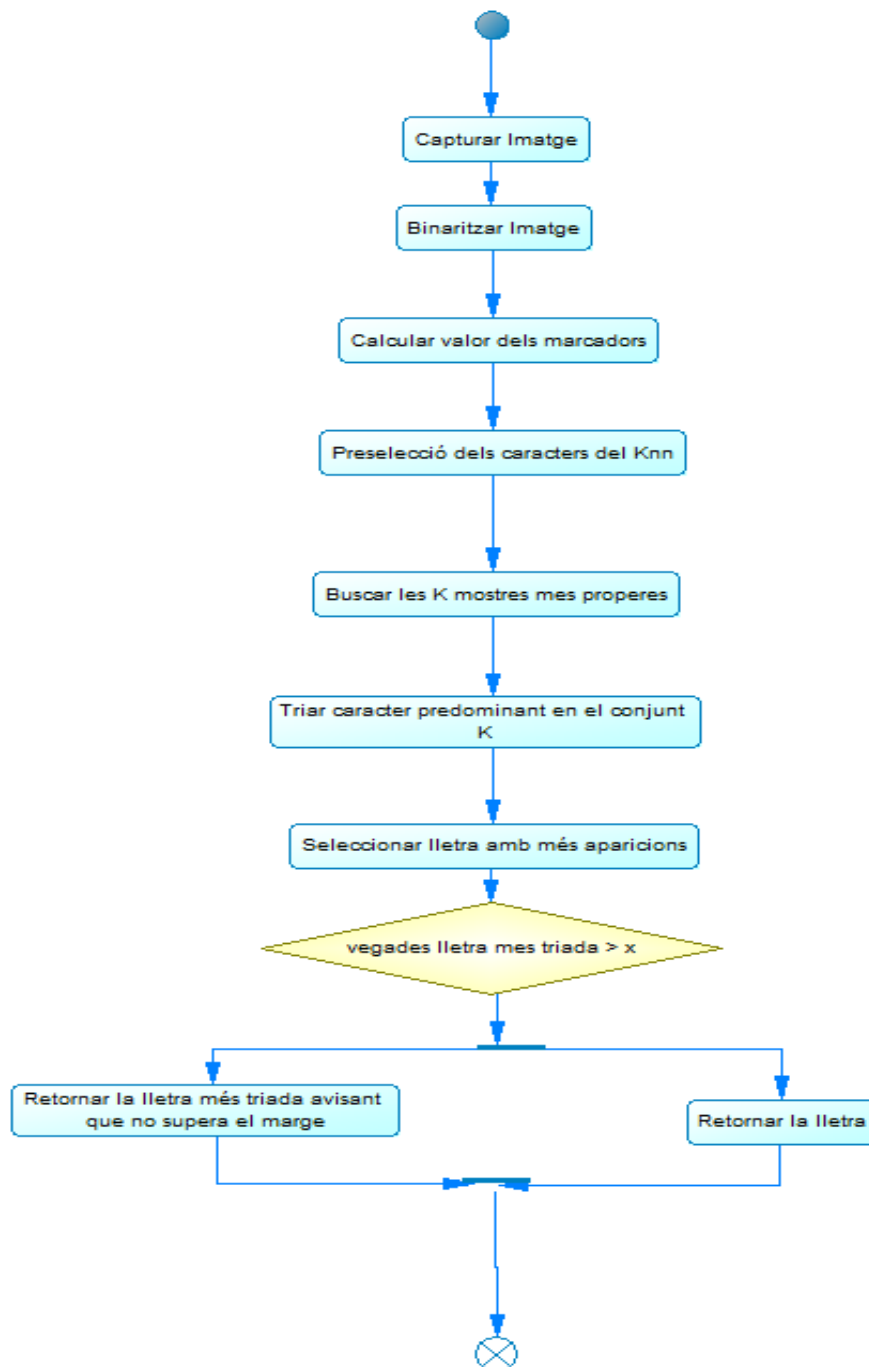 Capturar Imatge
Binaritzar Imatge
Calcular valor dels marcadors
Preselecció dels caracters del Knn
Buscar les K mostres mes properes
Triar caracter predominant en el conjunt
K
Seleccionar lletra amb més aparicions
vegades lletra mes triada > x
Retornar la lletra més triada avisant
que no supera el marge
Retornar la lletra